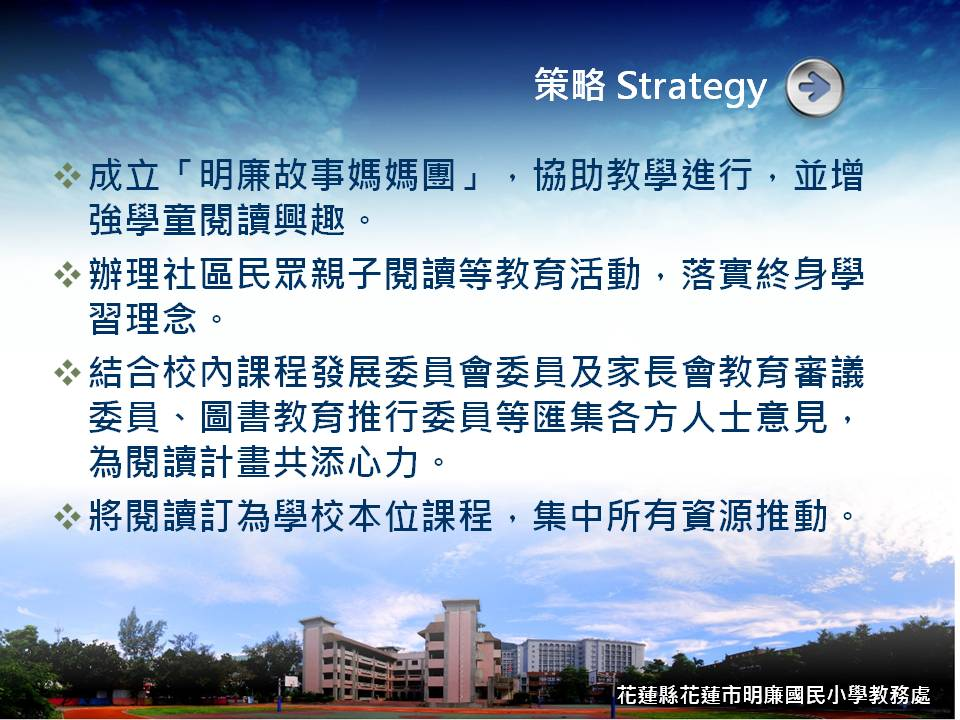 策略 Strategy
成立「明廉故事媽媽團」，協助教學進行，並增
強學童閱讀興趣。
辦理社區民眾親子閱讀等教育活動，落實終身學
習理念。
結合校內課程發展委員會委員及家長會教育審議
委員、圖書教育推行委員等匯集各方人士意見，
為閱讀計畫共添心力。
將閱讀訂為學校本位課程，集中所有資源推動。
花蓮縣花蓮市明廉國民小學教務處